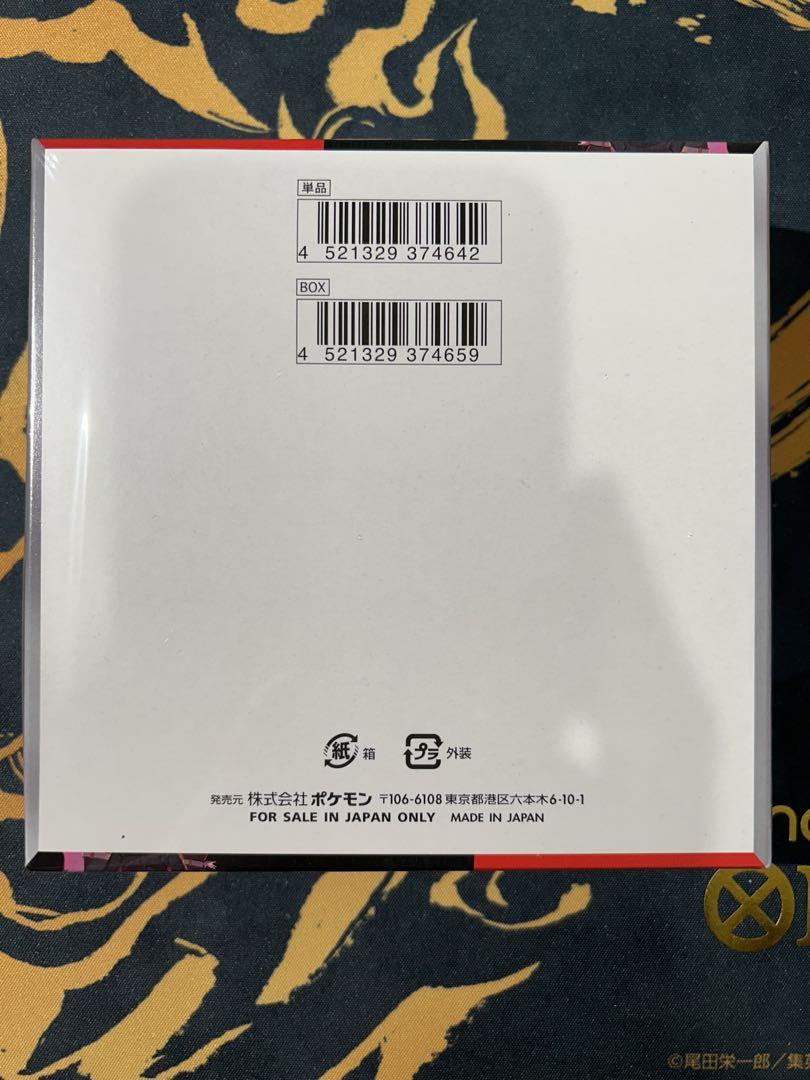 単品
4 521329 374642
BOX
4 521329 374659
紙 箱 プラ 外装
発売元 株式会社 ポケモン 〒106-6108 東京都港区六本木6-10-1
FOR SALE IN JAPAN ONLY MADE IN JAPAN
©尾田栄一郎／集